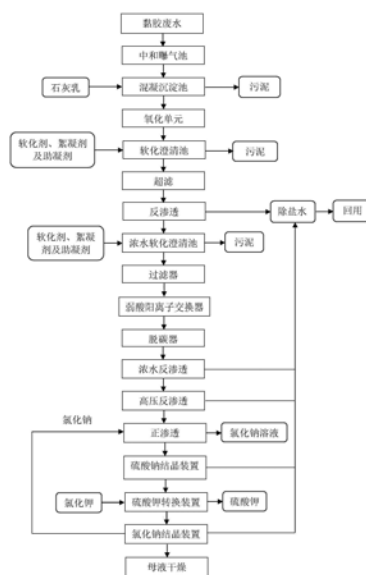 黏胶废水
中和曝气池
石灰乳
混凝沉淀池
污泥
氧化单元
软化剂、絮凝剂
及助凝剂
软化澄清池
污泥
超滤
反渗透
除盐水
回用
软化剂、絮凝
剂及助凝剂
浓水软化澄清池
污泥
过滤器
弱酸阳离子交换器
脱碳器
浓水反渗透
高压反渗透
氯化钠
正渗透
氯化钠溶液
硫酸钠结晶装置
氯化钾
硫酸钾转换装置
硫酸钾
氯化钠结晶装置
母液干燥